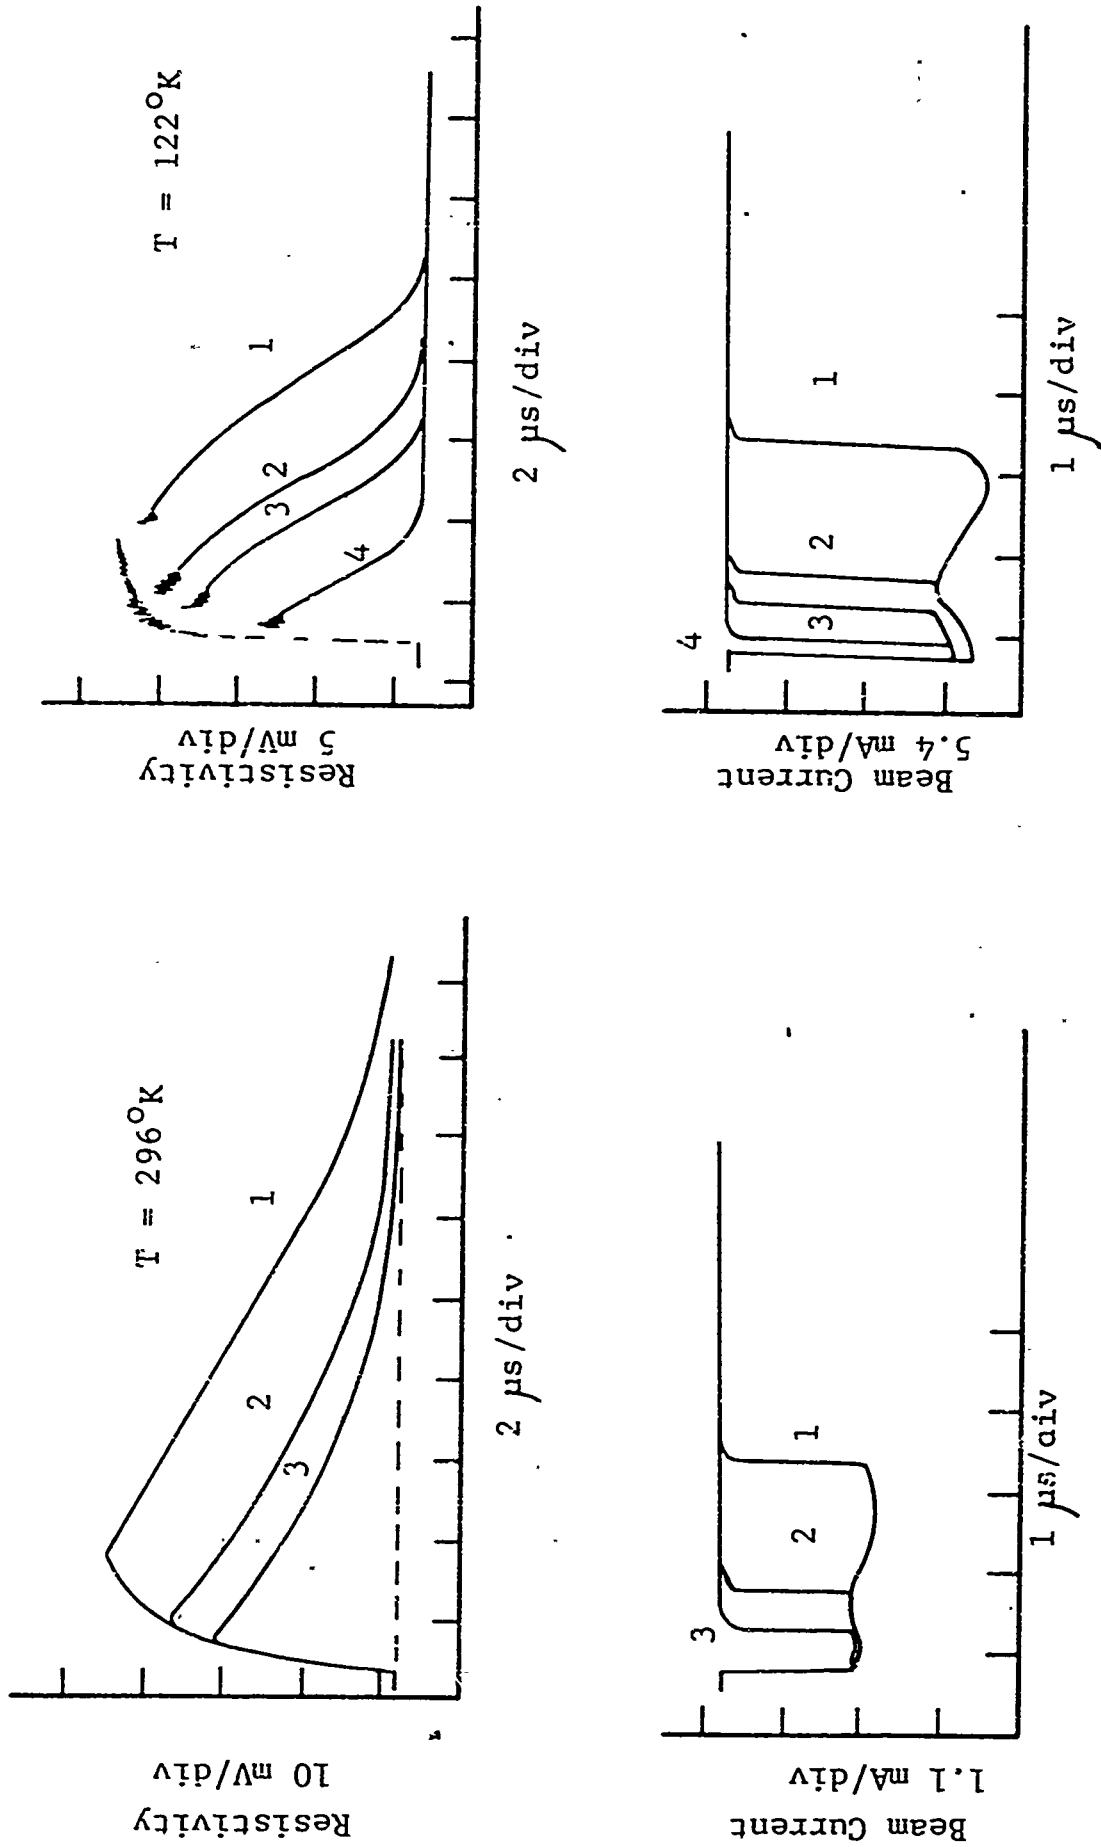 T = 296°K
Resistivity
10 mV/div
1
2
3
2 μs/div
T = 122°K
Resistivity
5 mV/div
1
2
3
4
2 μs/div
Beam Current
1.1 mA/div
3
2
1
1 μs/div
Beam Current
5.4 mA/div
4
3
2
1
1 μs/div